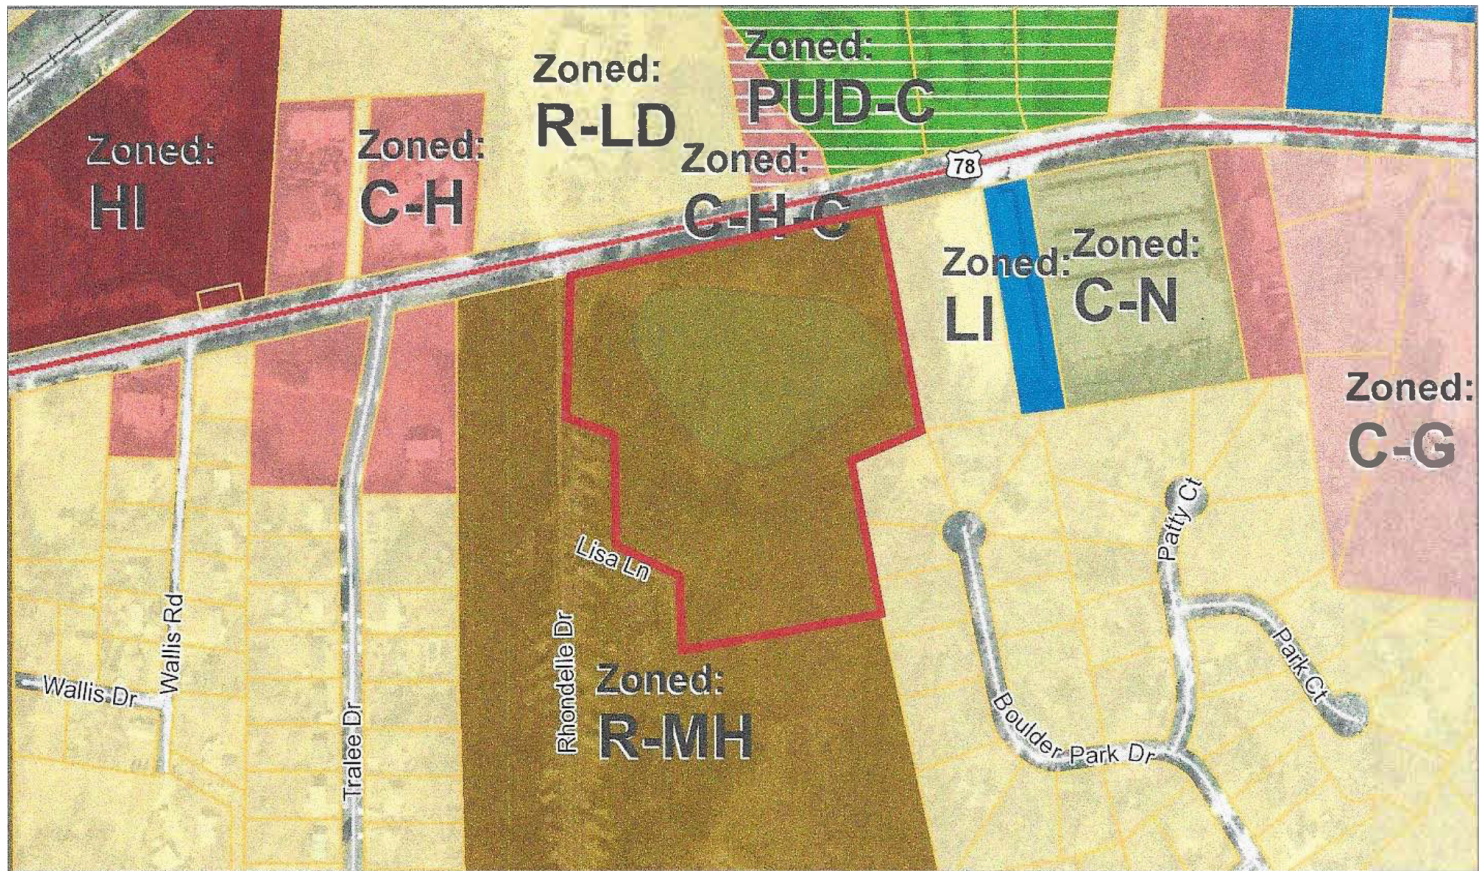 Zoned:
R-LD
Zoned:
PUD-C
Zoned:
HI
Zoned:
C-H
Zoned:
C-H-C
78
Zoned:
LI
Zoned:
C-N
Zoned:
C-G
Patty Ct
Lisa Ln
Wallis Rd
Wallis Dr
Rhondelle Dr
Zoned:
R-MH
Park Ct
Tralee Dr
Boulder Park Dr